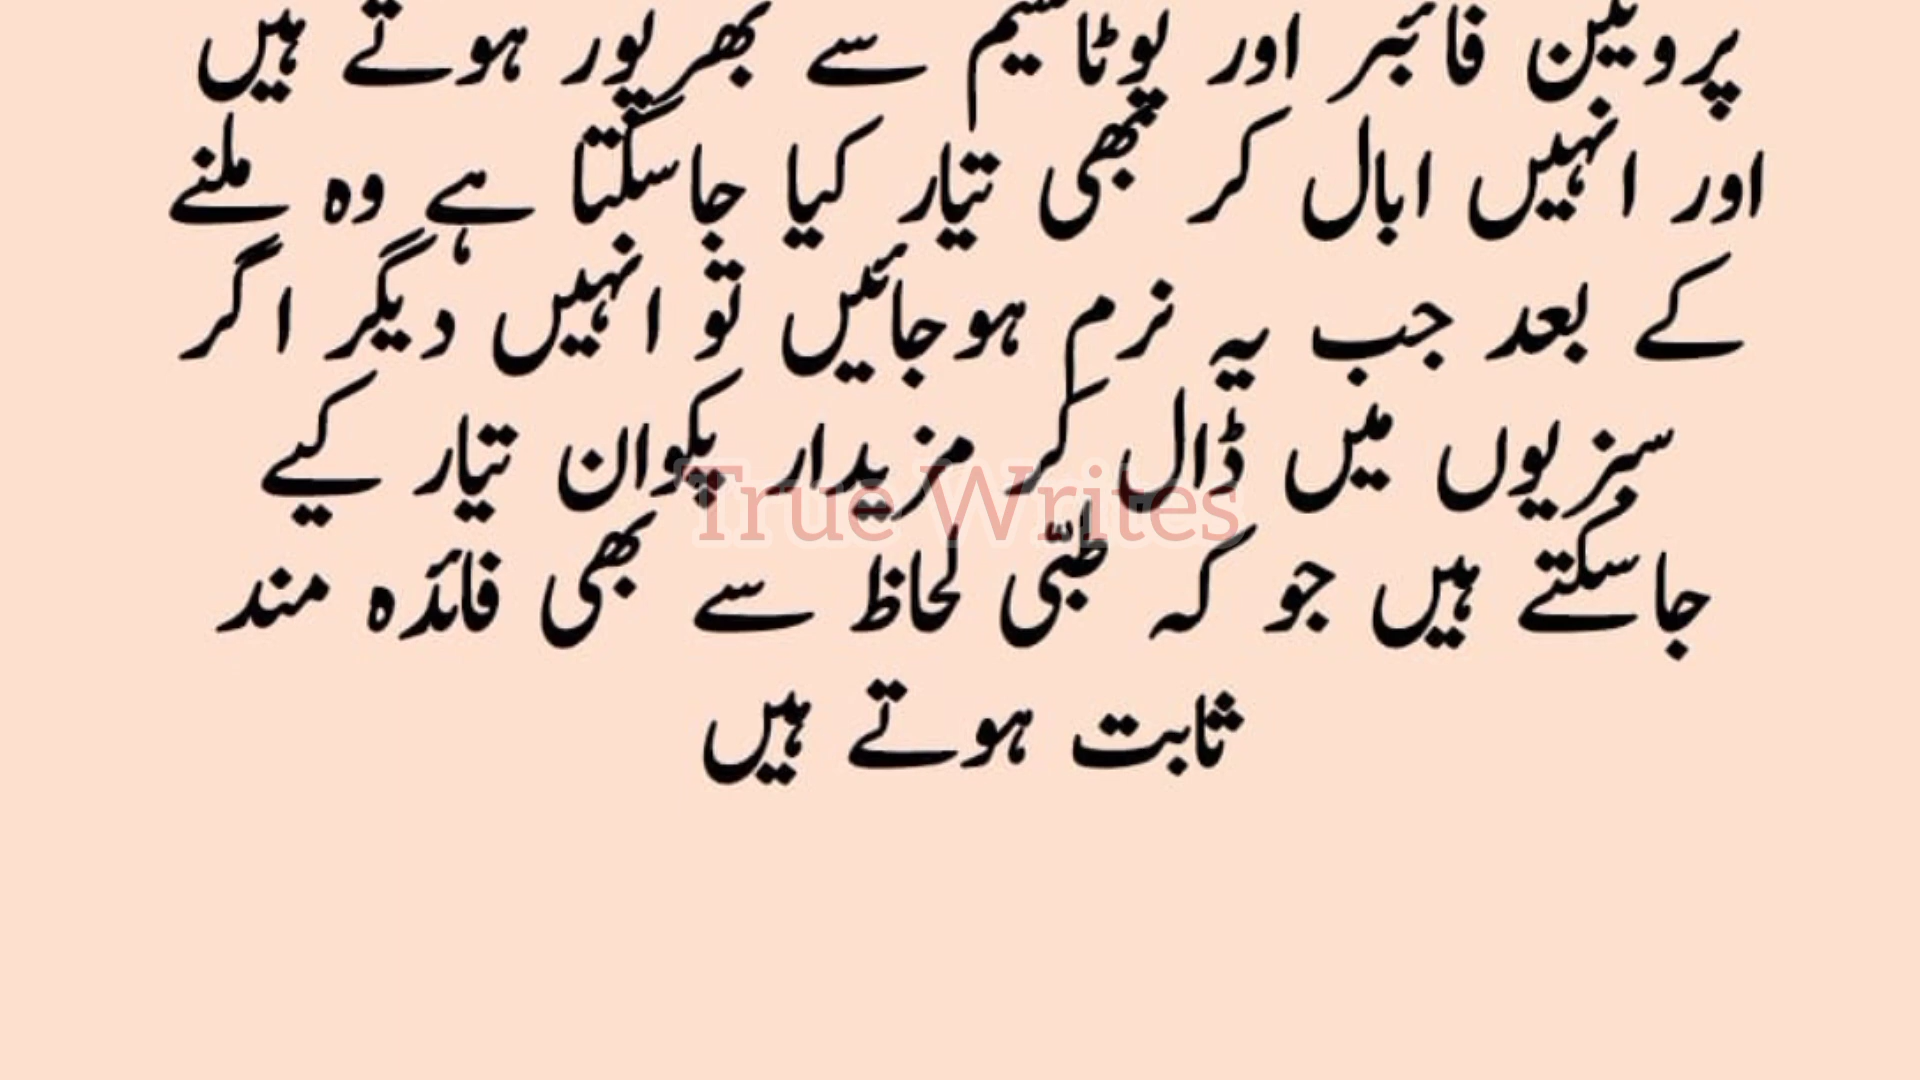 پروٹین فائبر اور پوٹاشیم سے بھرپور ہوتے ہیں
اور انہیں ابال کر بھی تیار کیا جاسکتا ہے وہ ملنے
کے بعد جب یہ نرم ہوجائیں تو انہیں دیگر اگر
سبزیوں میں ڈال کر مزیدار پکوان تیار کیے
جاسکتے ہیں جو کہ طبّی لحاظ سے بھی فائدہ مند
ثابت ہوتے ہیں
True Writes